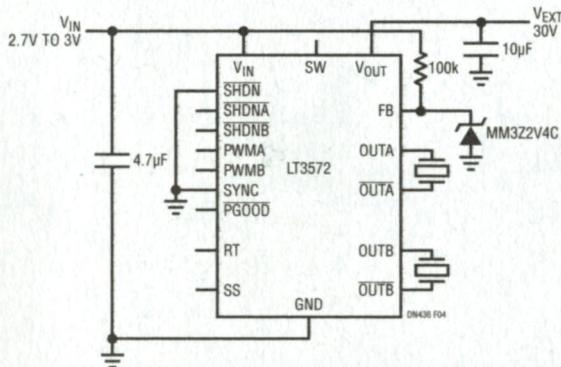 VIN
2.7V TO 3V
VEXT
30V
10µF
100k
VIN
SW
VOUT
SHDN
SHDNA
SHDNB
PWMA
PWMB
SYNC
PGOOD
RT
SS
LT3572
FB
OUTA
OUTA
OUTB
OUTB
GND
MM3Z2V4C
4.7µF
DN436 F04